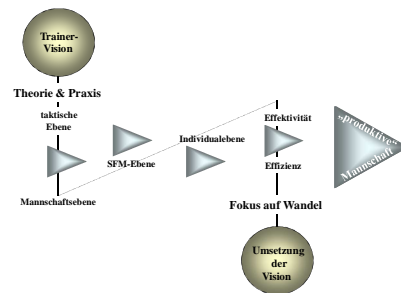 Trainer-
Vision
Theorie & Praxis
taktische
Ebene
Mannschaftsebene
SFM-Ebene
Individualebene
Effektivität
Effizienz
Fokus auf Wandel
Umsetzung
der
Vision
„produktive“
Mannschaft